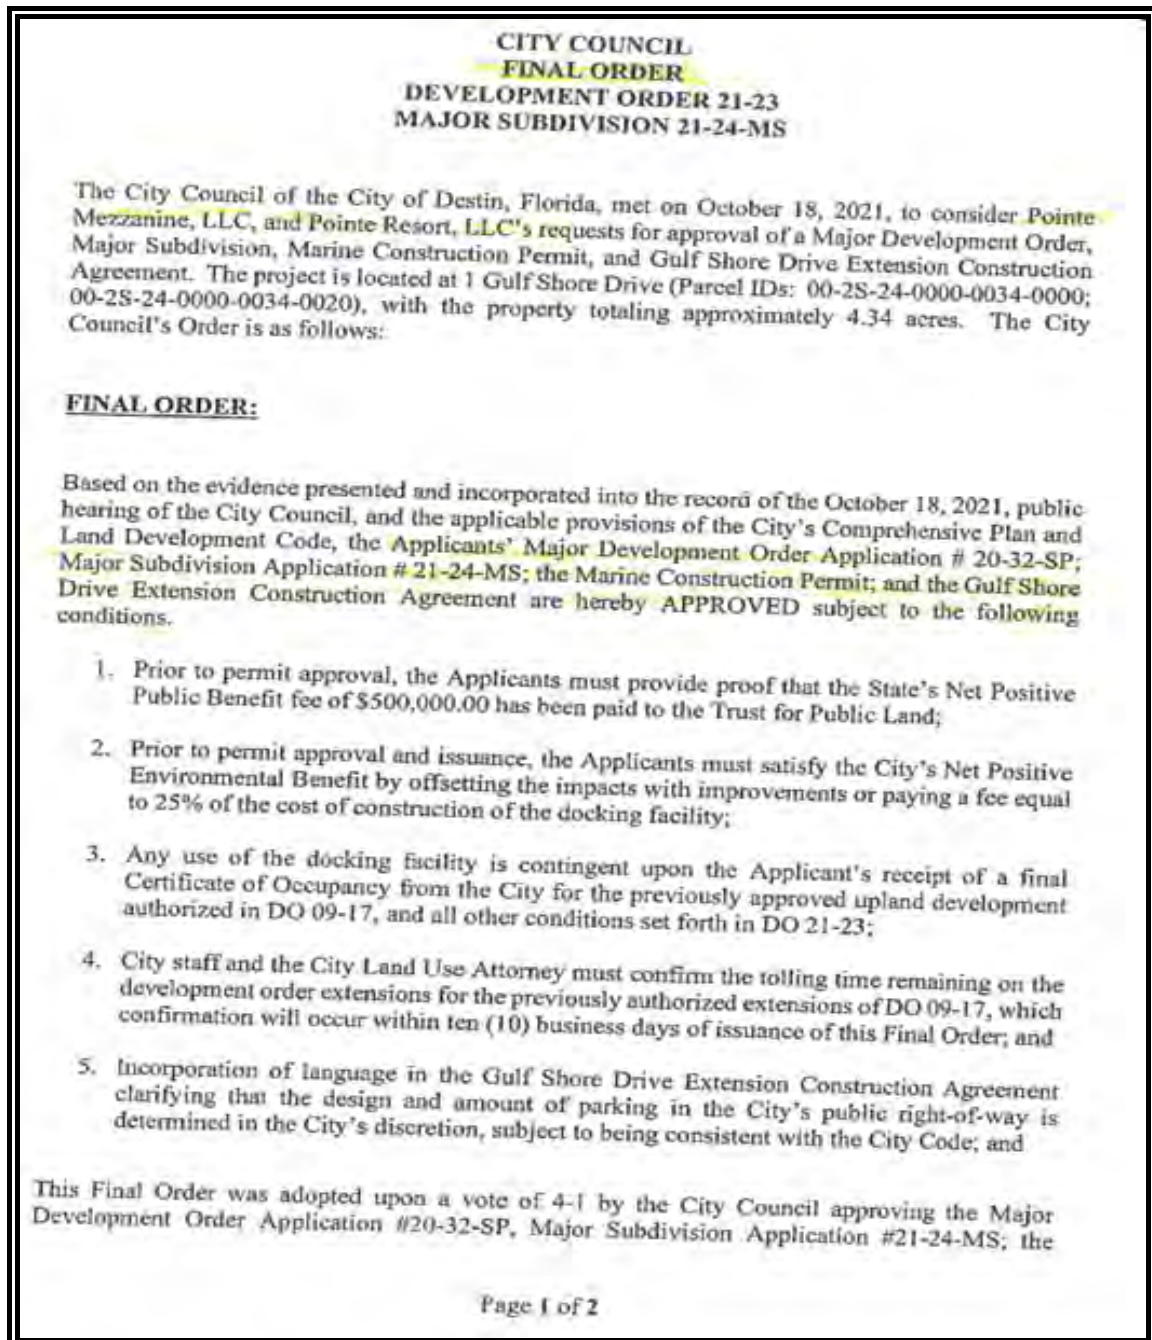 CITY COUNCIL
FINAL ORDER
DEVELOPMENT ORDER 21-23
MAJOR SUBDIVISION 21-24-MS
The City Council of the City of Destin, Florida, met on October 18, 2021, to consider Pointe
Mezzanine, LLC, and Pointe Resort, LLC's requests for approval of a Major Development Order,
Major Subdivision, Marine Construction Permit, and Gulf Shore Drive Extension Construction
Agreement. The project is located at 1 Gulf Shore Drive (Parcel IDs: 00-2S-24-0000-0034-0000;
00-2S-24-0000-0034-0020), with the property totaling approximately 4.34 acres. The City
Council's Order is as follows:
FINAL ORDER:
Based on the evidence presented and incorporated into the record of the October 18, 2021, public
hearing of the City Council, and the applicable provisions of the City's Comprehensive Plan and
Land Development Code, the Applicants' Major Development Order Application # 20-32-SP;
Major Subdivision Application # 21-24-MS; the Marine Construction Permit; and the Gulf Shore
Drive Extension Construction Agreement are hereby APPROVED subject to the following
conditions.
1. Prior to permit approval, the Applicants must provide proof that the State's Net Positive
Public Benefit fee of $500,000.00 has been paid to the Trust for Public Land;
2. Prior to permit approval and issuance, the Applicants must satisfy the City's Net Positive
Environmental Benefit by offsetting the impacts with improvements or paying a fee equal
to 25% of the cost of construction of the docking facility;
3. Any use of the docking facility is contingent upon the Applicant's receipt of a final
Certificate of Occupancy from the City for the previously approved upland development
authorized in DO 09-17, and all other conditions set forth in DO 21-23;
4. City staff and the City Land Use Attorney must confirm the tolling time remaining on the
development order extensions for the previously authorized extensions of DO 09-17, which
confirmation will occur within ten (10) business days of issuance of this Final Order; and
5. Incorporation of language in the Gulf Shore Drive Extension Construction Agreement
clarifying that the design and amount of parking in the City's public right-of-way is
determined in the City's discretion, subject to being consistent with the City Code; and
This Final Order was adopted upon a vote of 4-1 by the City Council approving the Major
Development Order Application #20-32-SP, Major Subdivision Application #21-24-MS; the
Page 1 of 2